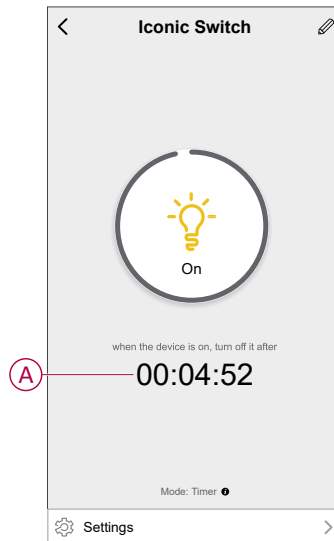 Iconic Switch
On
when the device is on, turn off it after
A
00:04:52
Mode: Timer
Settings